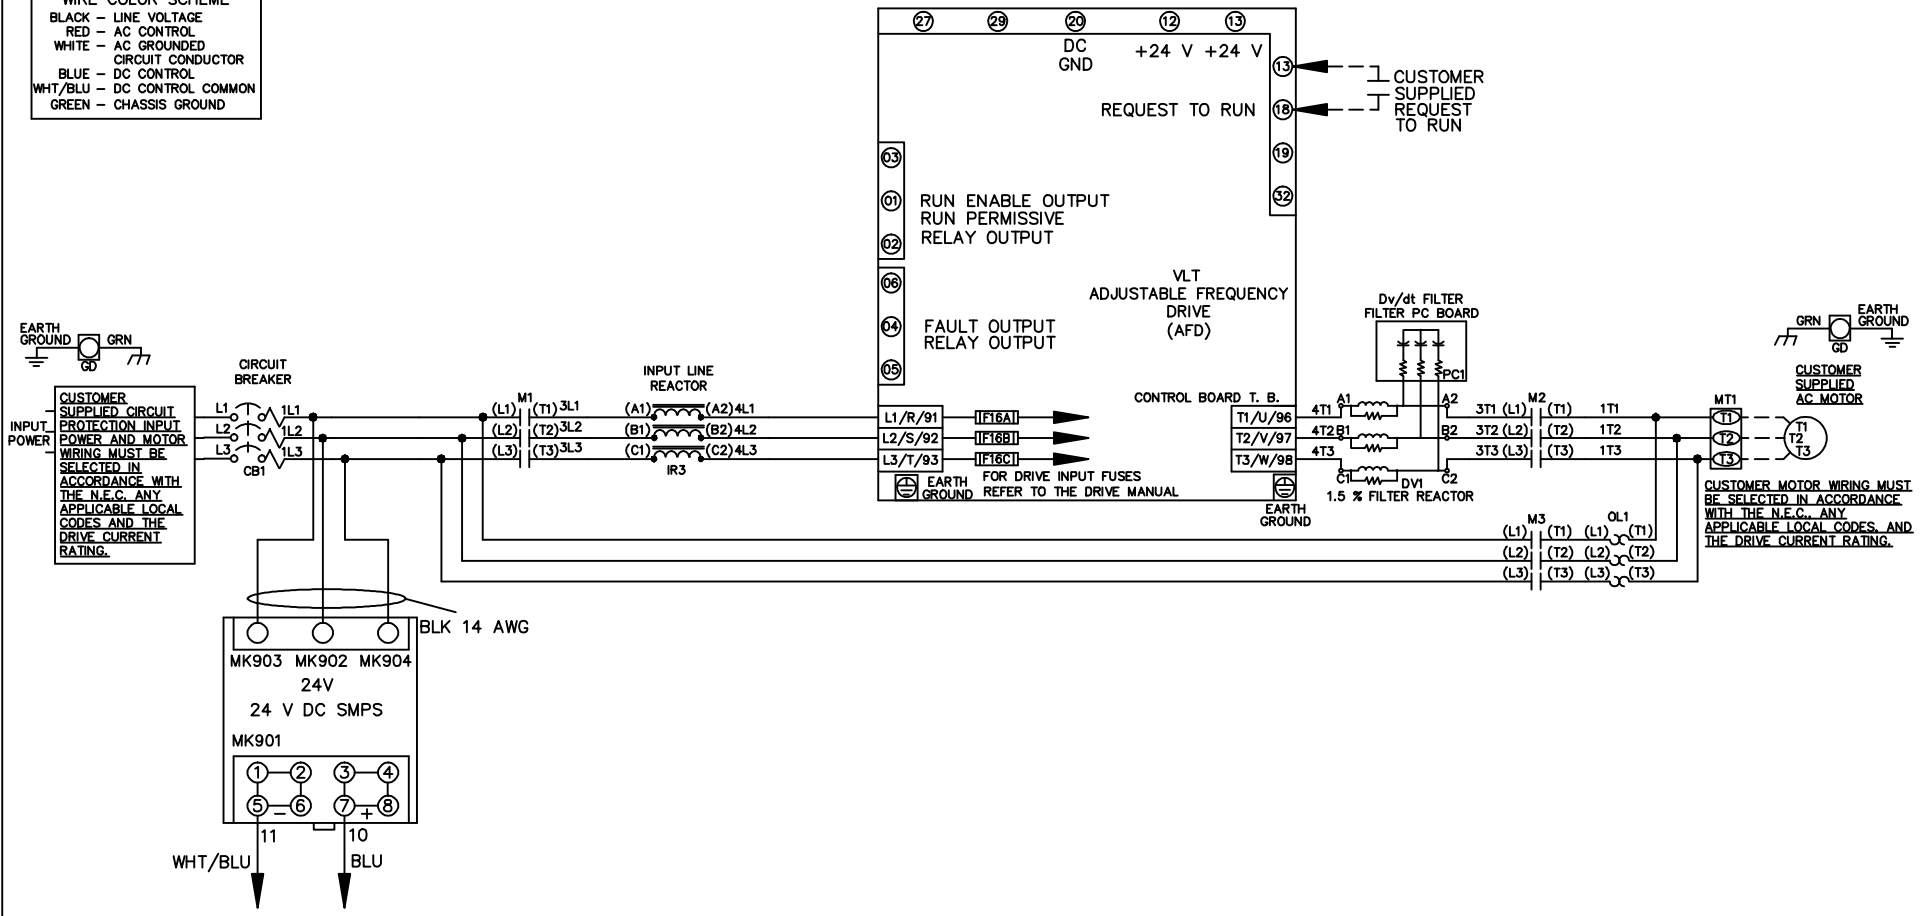 WIRE COLOR SCHEME
BLACK – LINE VOLTAGE
RED – AC CONTROL
WHITE – AC GROUNDED
CIRCUIT CONDUCTOR
BLUE – DC CONTROL
WHT/BLU – DC CONTROL COMMON
GREEN – CHASSIS GROUND
27 29 20 12 13
DC
GND
+24 V +24 V
13
REQUEST TO RUN 18
19
32
CUSTOMER
SUPPLIED
REQUEST
TO RUN
03
01
02
RUN ENABLE OUTPUT
RUN PERMISSIVE
RELAY OUTPUT
06
04
05
FAULT OUTPUT
RELAY OUTPUT
VLT
ADJUSTABLE FREQUENCY
DRIVE
(AFD)
Dv/dt FILTER
FILTER PC BOARD
PC1
EARTH
GROUND
GD
GRN
CIRCUIT
BREAKER
INPUT LINE
REACTOR
GRN
GD
EARTH
GROUND
CUSTOMER
SUPPLIED
AC MOTOR
INPUT
POWER
CUSTOMER
SUPPLIED CIRCUIT
PROTECTION INPUT
POWER AND MOTOR
WIRING MUST BE
SELECTED IN
ACCORDANCE WITH
THE N.E.C. ANY
APPLICABLE LOCAL
CODES AND THE
DRIVE CURRENT
RATING.
L1 1L1
L2 1L2
L3 1L3
CB1
M1
(L1) (T1) 3L1
(L2) (T2) 3L2
(L3) (T3) 3L3
(A1) (A2) 4L1
(B1) (B2) 4L2
(C1) (C2) 4L3
IR3
L1/R/91 IF16A
L2/S/92 IF16B
L3/T/93 IF16C
EARTH
GROUND
FOR DRIVE INPUT FUSES
REFER TO THE DRIVE MANUAL
CONTROL BOARD T. B.
T1/U/96
T2/V/97
T3/W/98
EARTH
GROUND
4T1 A1 A2
4T2 B1 B2
4T3 C1 C2
DV1
1.5 % FILTER REACTOR
M2
3T1 (L1) (T1) 1T1
3T2 (L2) (T2) 1T2
3T3 (L3) (T3) 1T3
MT1
T1
T2
T3
T1
T2
T3
CUSTOMER MOTOR WIRING MUST
BE SELECTED IN ACCORDANCE
WITH THE N.E.C., ANY
APPLICABLE LOCAL CODES, AND
THE DRIVE CURRENT RATING.
M3 OL1
(L1) (T1) (L1) (T1)
(L2) (T2) (L2) (T2)
(L3) (T3) (L3) (T3)
BLK 14 AWG
MK903 MK902 MK904
24V
24 V DC SMPS
MK901
1 2 3 4
5 6 7 8
– +
11 10
WHT/BLU BLU